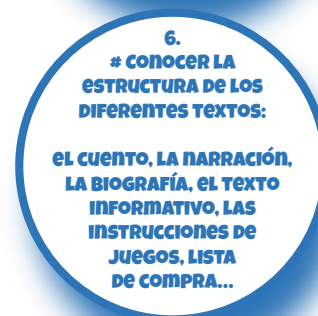 6.
# CONOCER LA
ESTRUCTURA DE LOS
DIFERENTES TEXTOS:
EL CUENTO, LA NARRACIÓN,
LA BIOGRAFÍA, EL TEXTO
INFORMATIVO, LAS
INSTRUCCIONES DE
JUEGOS, LISTA
DE COMPRA...